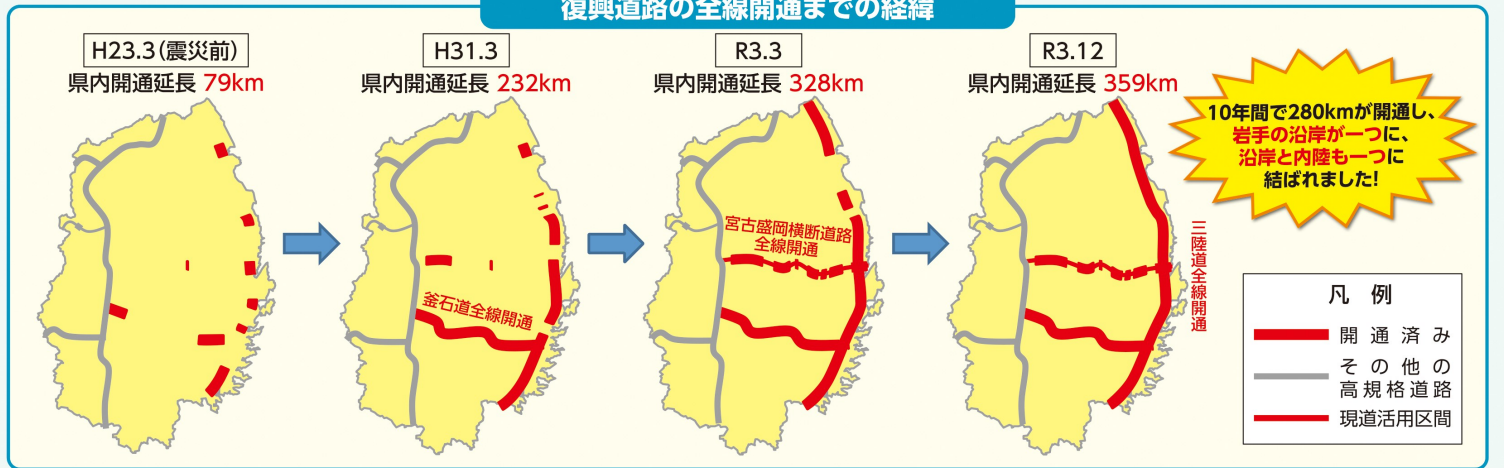 復興道路の全線開通までの経緯
H23.3(震災前)
県内開通延長 79km
H31.3
県内開通延長 232km
釜石道全線開通
R3.3
県内開通延長 328km
宮古盛岡横断道路
全線開通
R3.12
県内開通延長 359km
三陸道全線開通
10年間で280kmが開通し、
岩手の沿岸が一つに、
沿岸と内陸も一つに
結ばれました!
凡 例
開通済み
その他の
高規格道路
現道活用区間